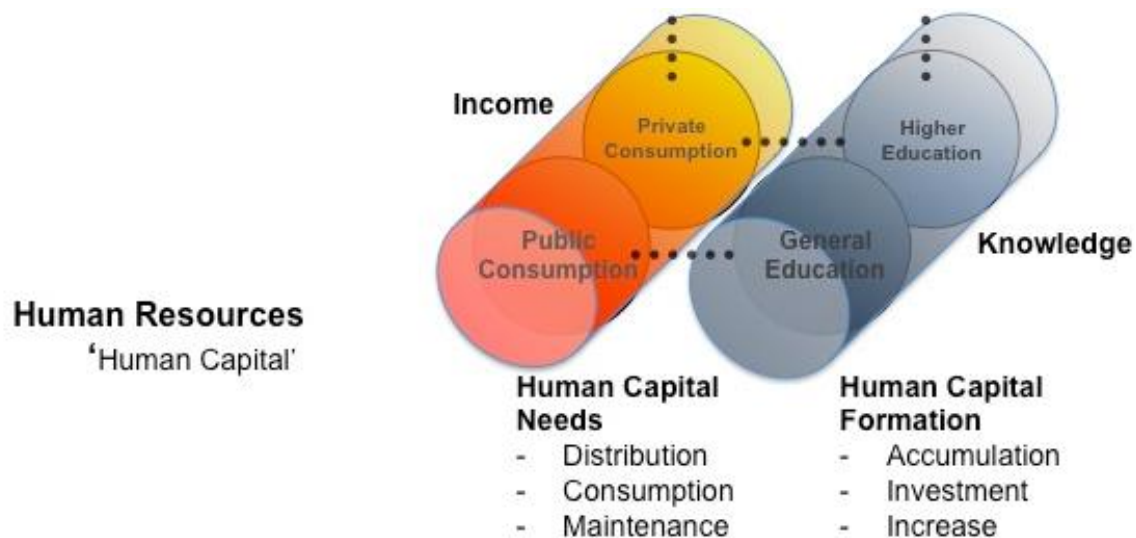 Income
Private
Consumption
Higher
Education
Public
Consumption
General
Education
Knowledge
Human Resources
‘Human Capital’
Human Capital
Needs
- Distribution
- Consumption
- Maintenance
Human Capital
Formation
- Accumulation
- Investment
- Increase